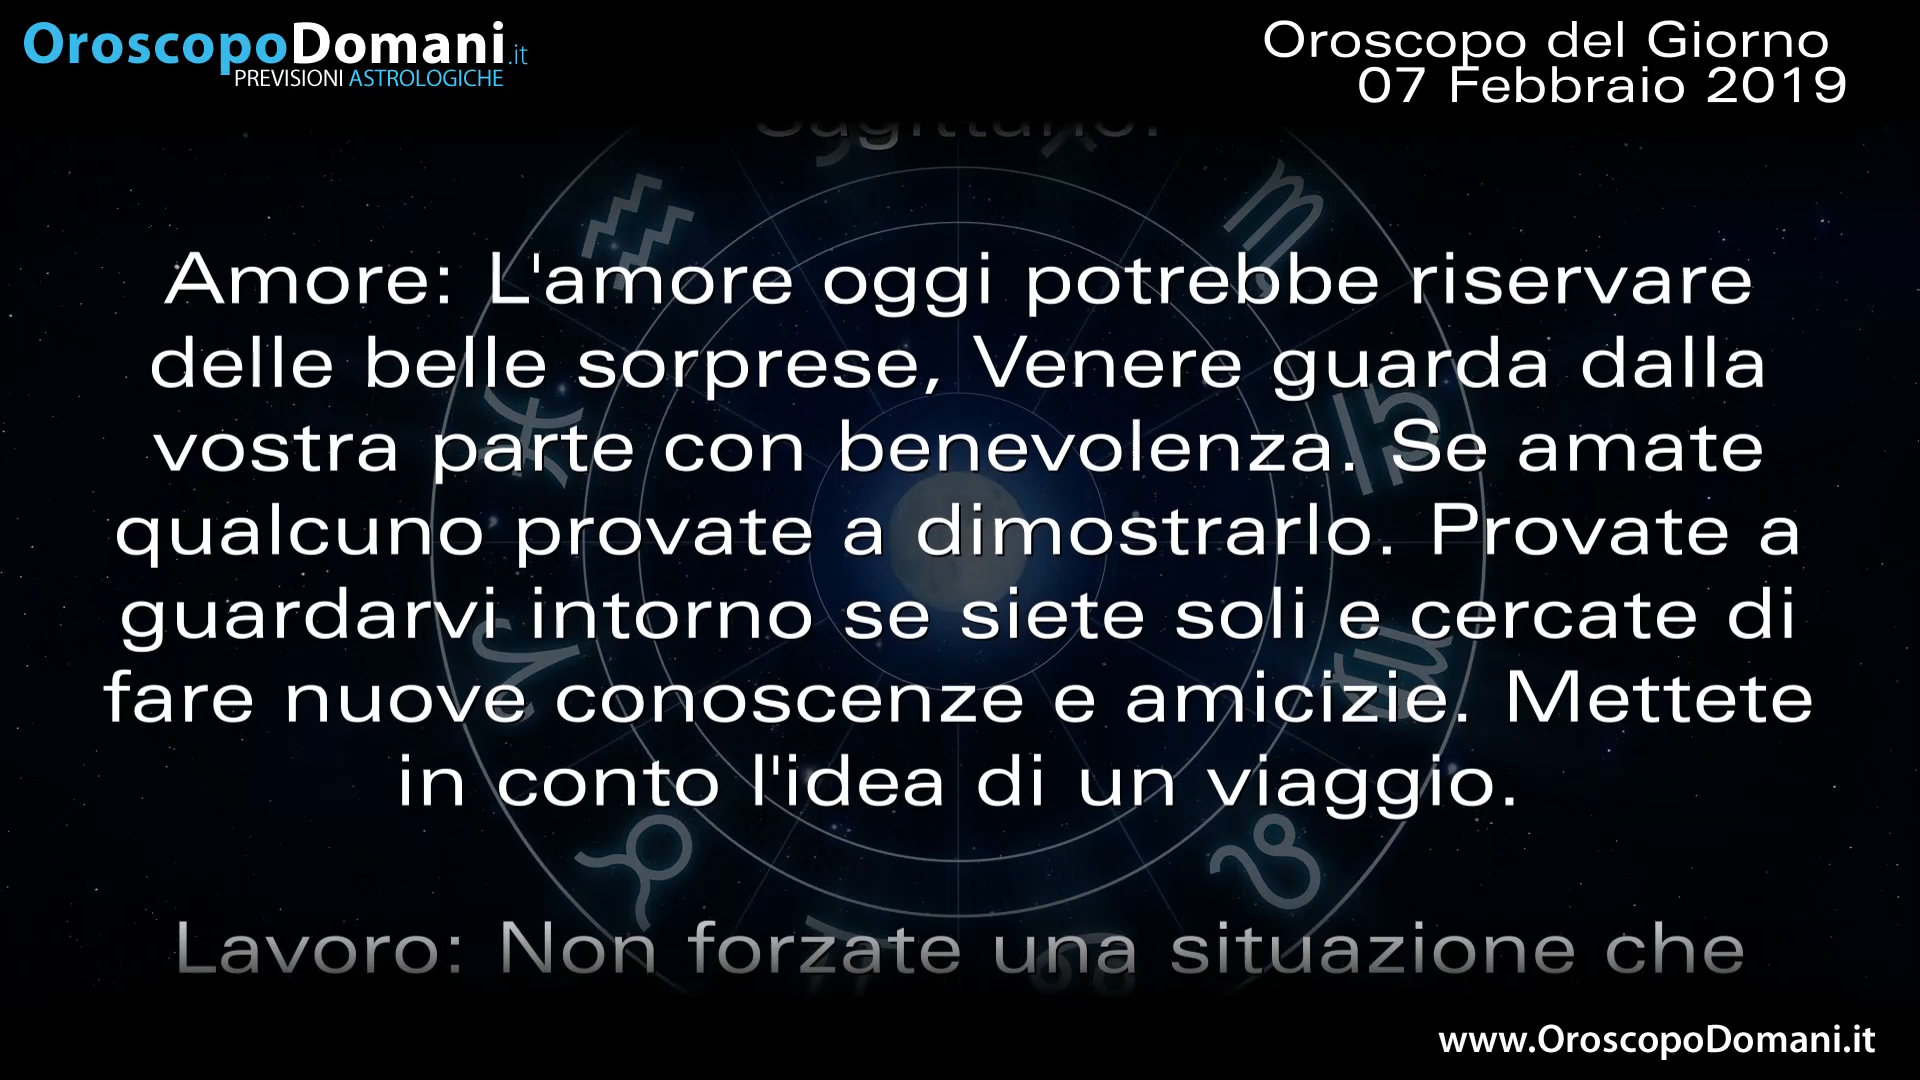 OroscopoDomani.it
PREVISIONI ASTROLOGICHE
Oroscopo del Giorno
07 Febbraio 2019
Sagittario:
Amore: L'amore oggi potrebbe riservare
delle belle sorprese, Venere guarda dalla
vostra parte con benevolenza. Se amate
qualcuno provate a dimostrarlo. Provate a
guardarvi intorno se siete soli e cercate di
fare nuove conoscenze e amicizie. Mettete
in conto l'idea di un viaggio.
Lavoro: Non forzate una situazione che
www.OroscopoDomani.it